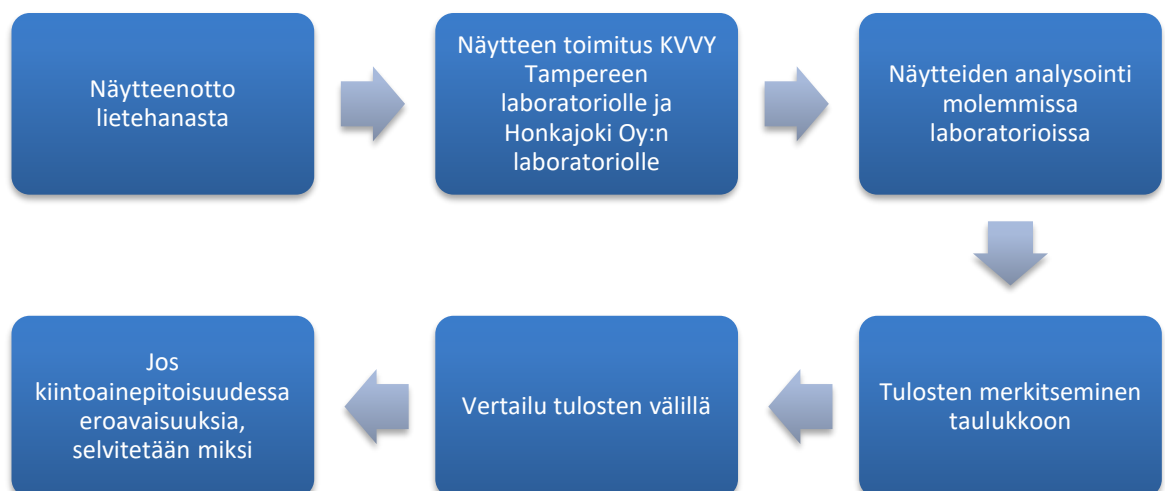 Näytteenotto
lietehanasta
Näytteen toimitus KVVY
Tampereen
laboratoriolle ja
Honkajoki Oy:n
laboratoriolle
Näytteiden analysointi
molemmissa
laboratorioissa
Tulosten merkitseminen
taulukkoon
Vertailu tulosten välillä
Jos
kiintoainepitoisuudessa
eroavaisuuksia,
selvitetään miksi